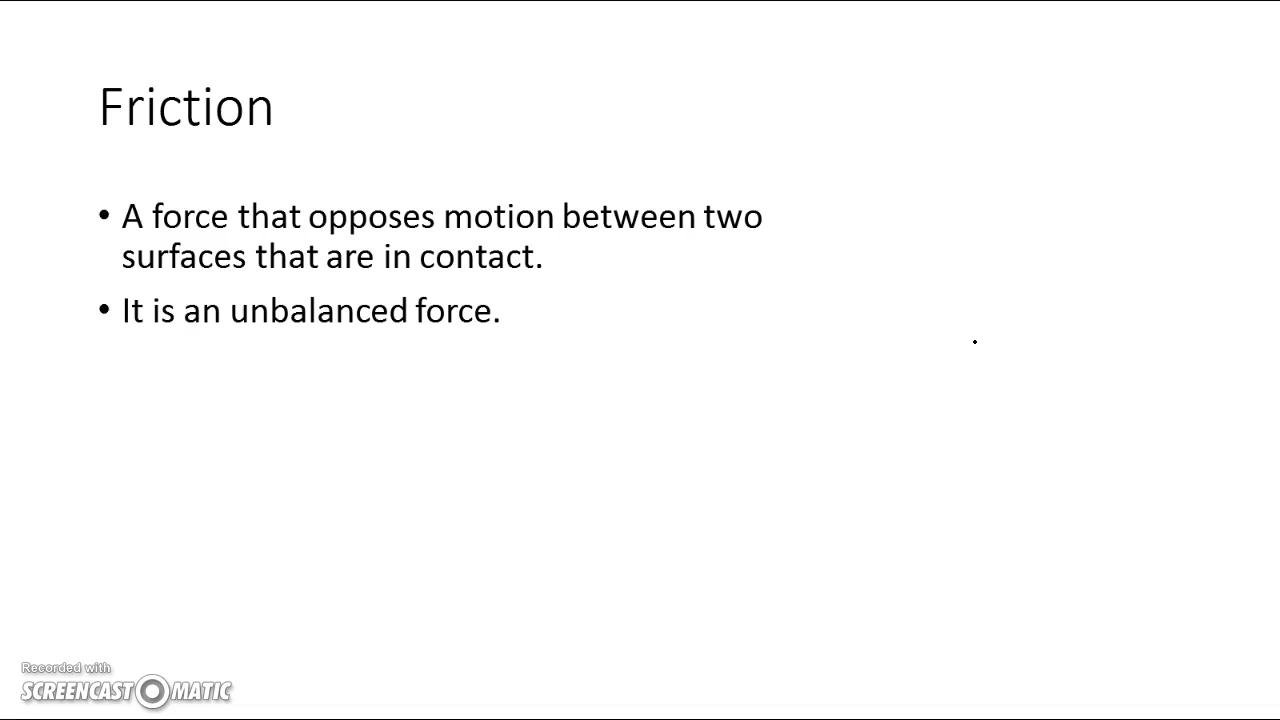 Friction
• A force that opposes motion between two
surfaces that are in contact.
• It is an unbalanced force.
Recorded with
SCREENCAST MATIC